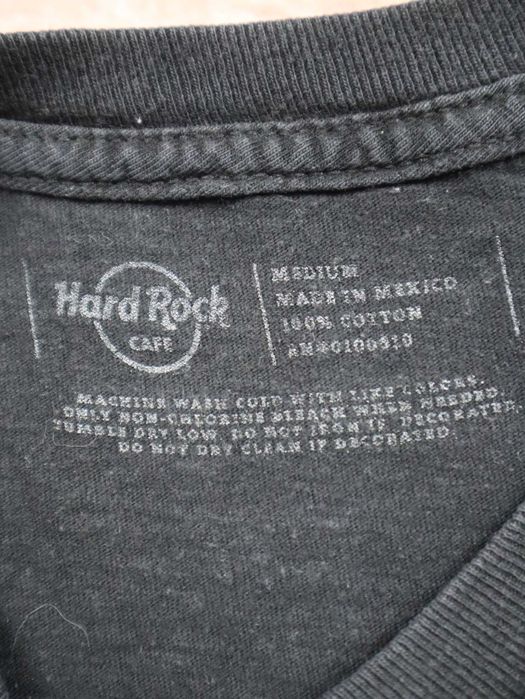 Hard Rock
CAFE
MEDIUM
MADE IN MEXICO
100% COTTON
MACHINE WASH COLD WITH LIKE COLORS.
ONLY NON-CHLORINE BLEACH WHEN NEEDED.
TUMBLE DRY LOW. DO NOT IRON IF DECORATED.
DO NOT DRY CLEAN IF DECORATED.